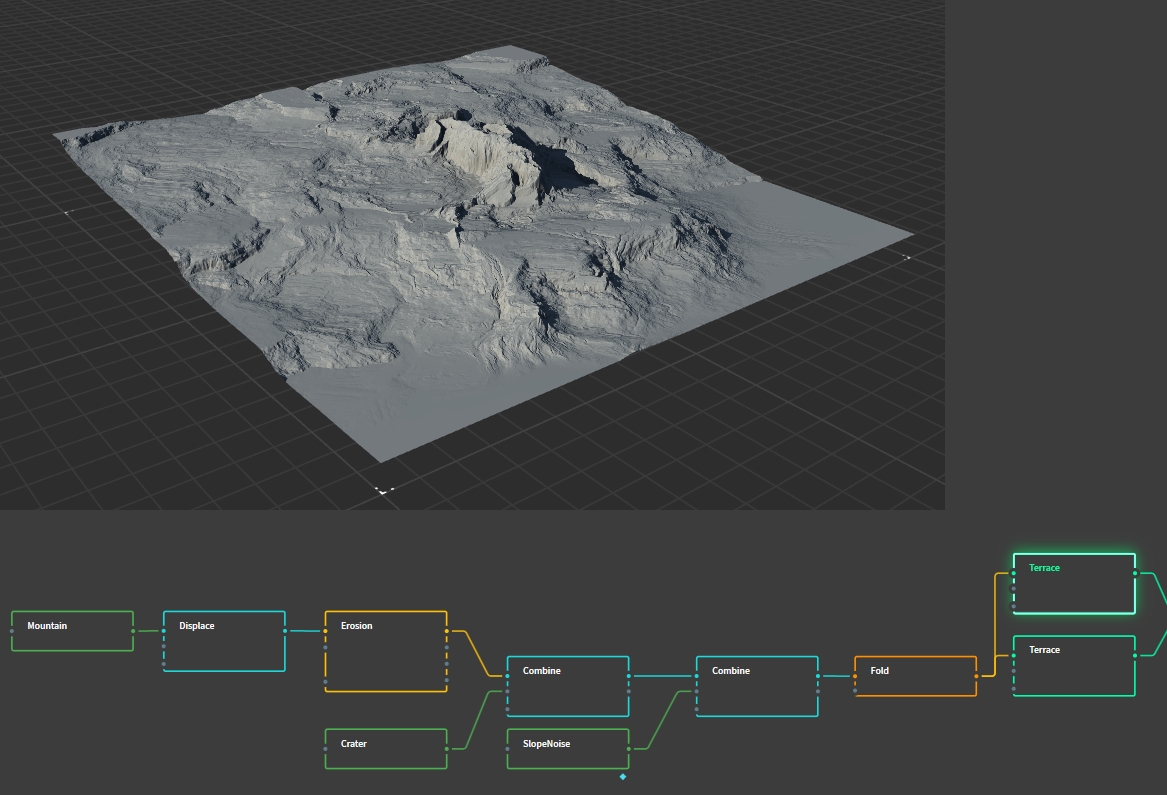 Terrace
Mountain
Displace
Erosion
Terrace
Combine
Combine
Fold
Crater
SlopeNoise